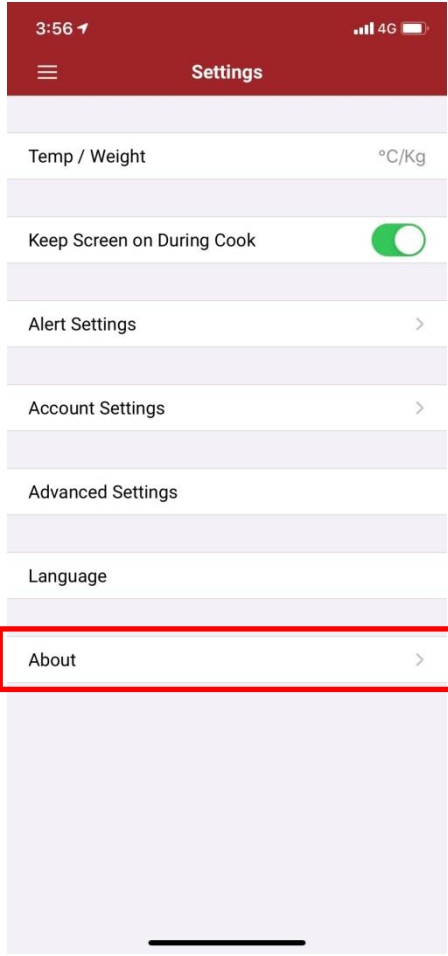 3:56 4G
Settings
Temp / Weight °C/Kg
Keep Screen on During Cook
Alert Settings
Account Settings
Advanced Settings
Language
About